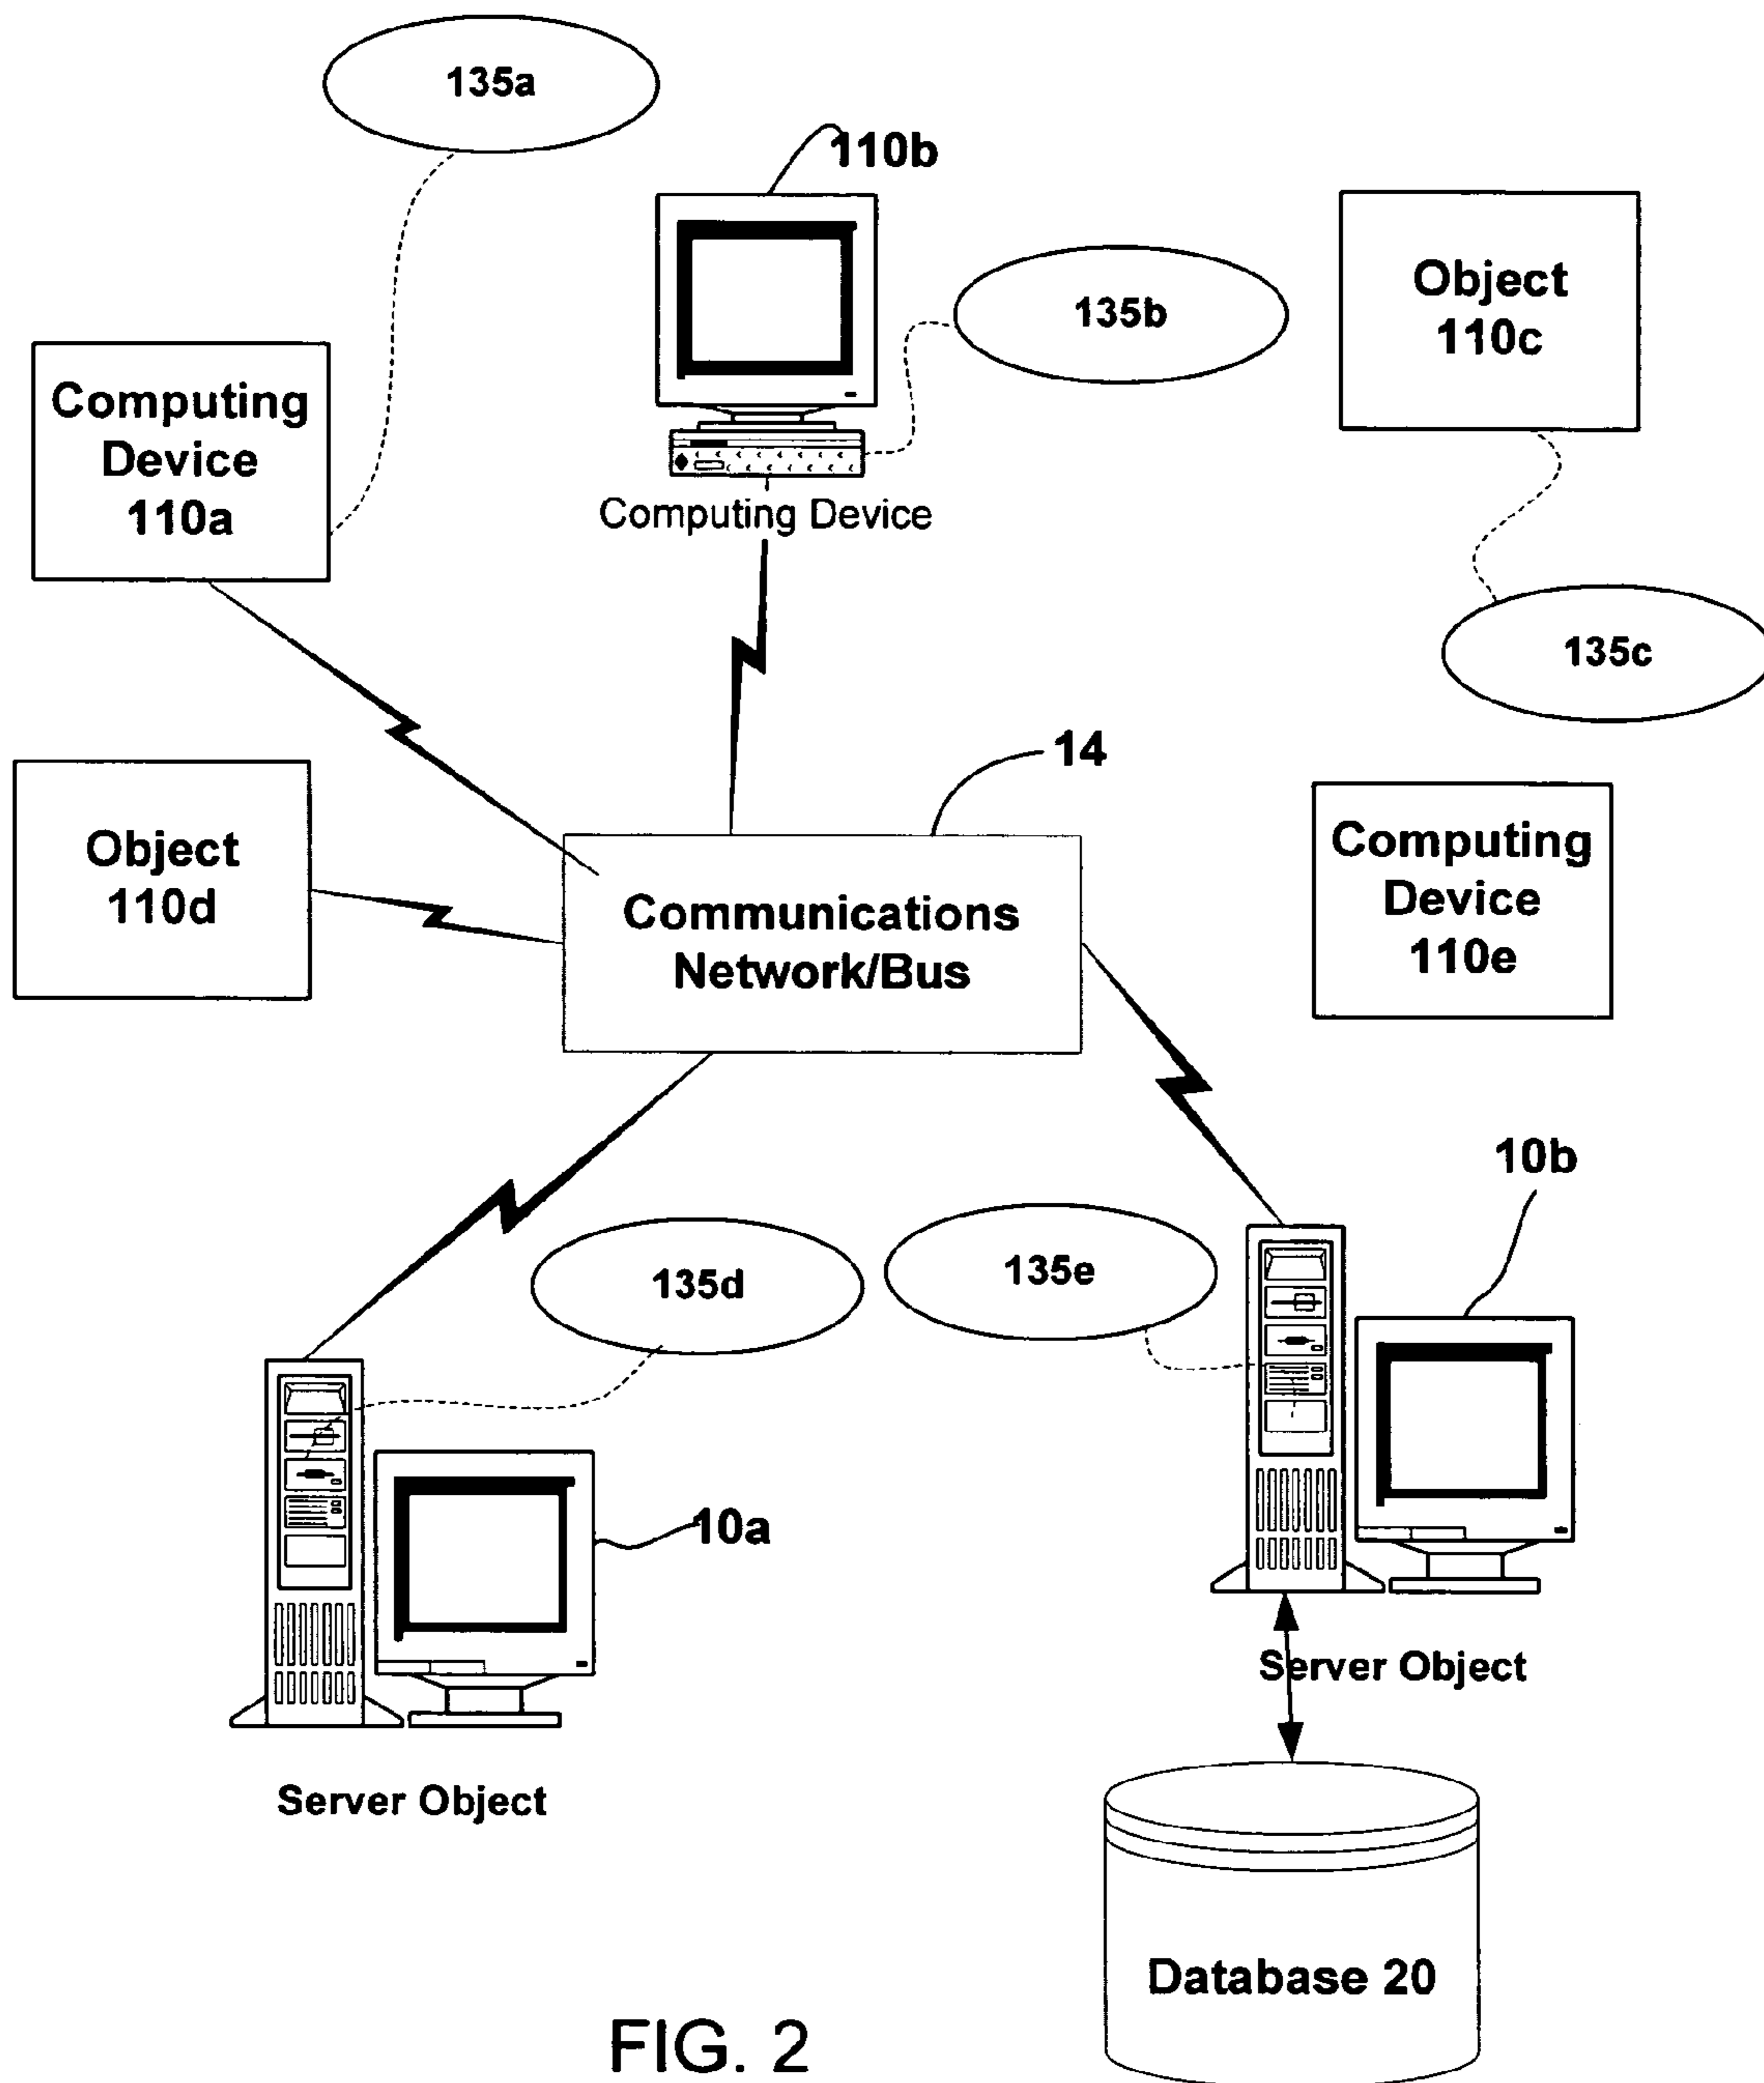 135a
110b
Object
110c
135b
Computing
Device
110a
Computing Device
135c
14
Object
110d
Computing
Device
110e
Communications
Network/Bus
10b
135d
135e
10a
Server Object
Server Object
Database 20
FIG. 2